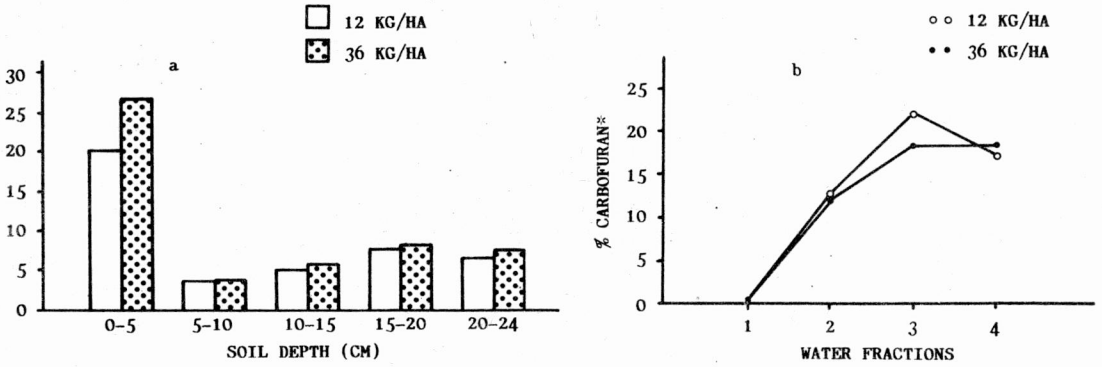 12 KG/HA
36 KG/HA
a
30
25
20
15
10
5
0
0-5 5-10 10-15 15-20 20-24
SOIL DEPTH (CM)
12 KG/HA
36 KG/HA
b
% CARBOFURAN*
25
20
15
10
5
0
1 2 3 4
WATER FRACTIONS